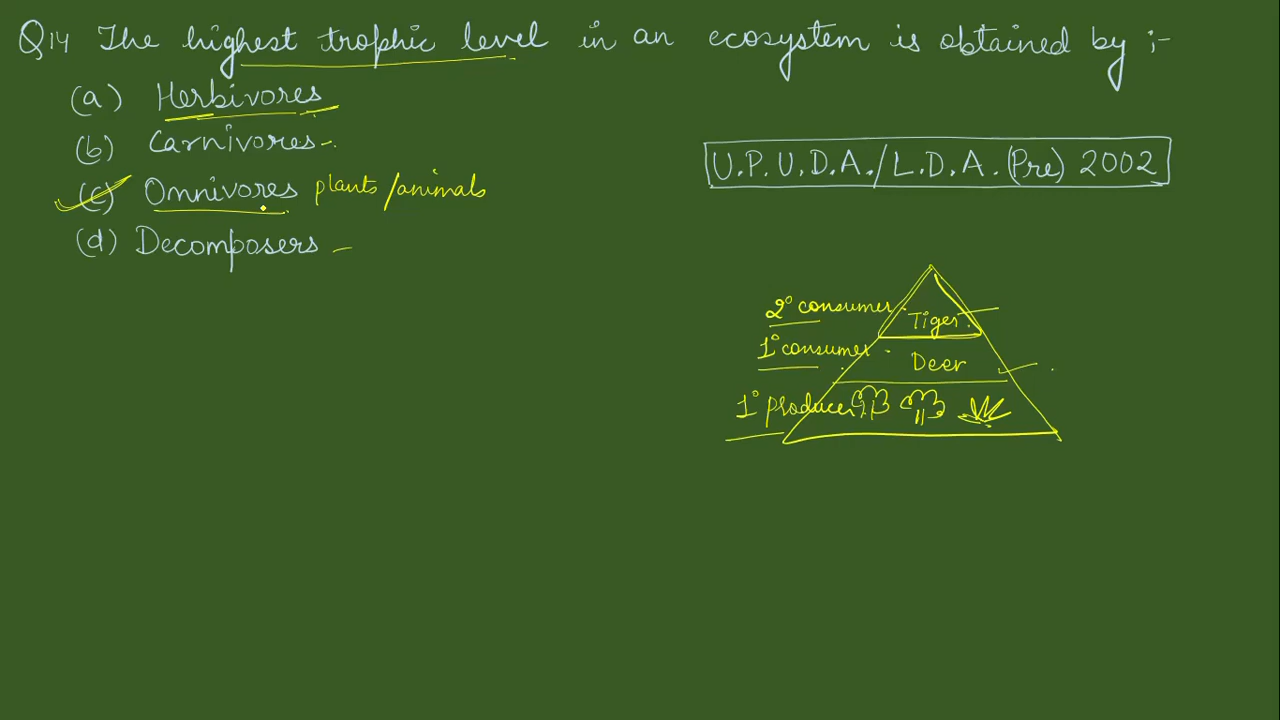 Q14 The highest trophic level in an ecosystem is obtained by ;-
(a) Herbivores
(b) Carnivores
(c) Omnivores plants/animals
(d) Decomposers
U.P.U.D.A./L.D.A.(Pre) 2002
2° consumer Tiger
1° consumer Deer
1° producer